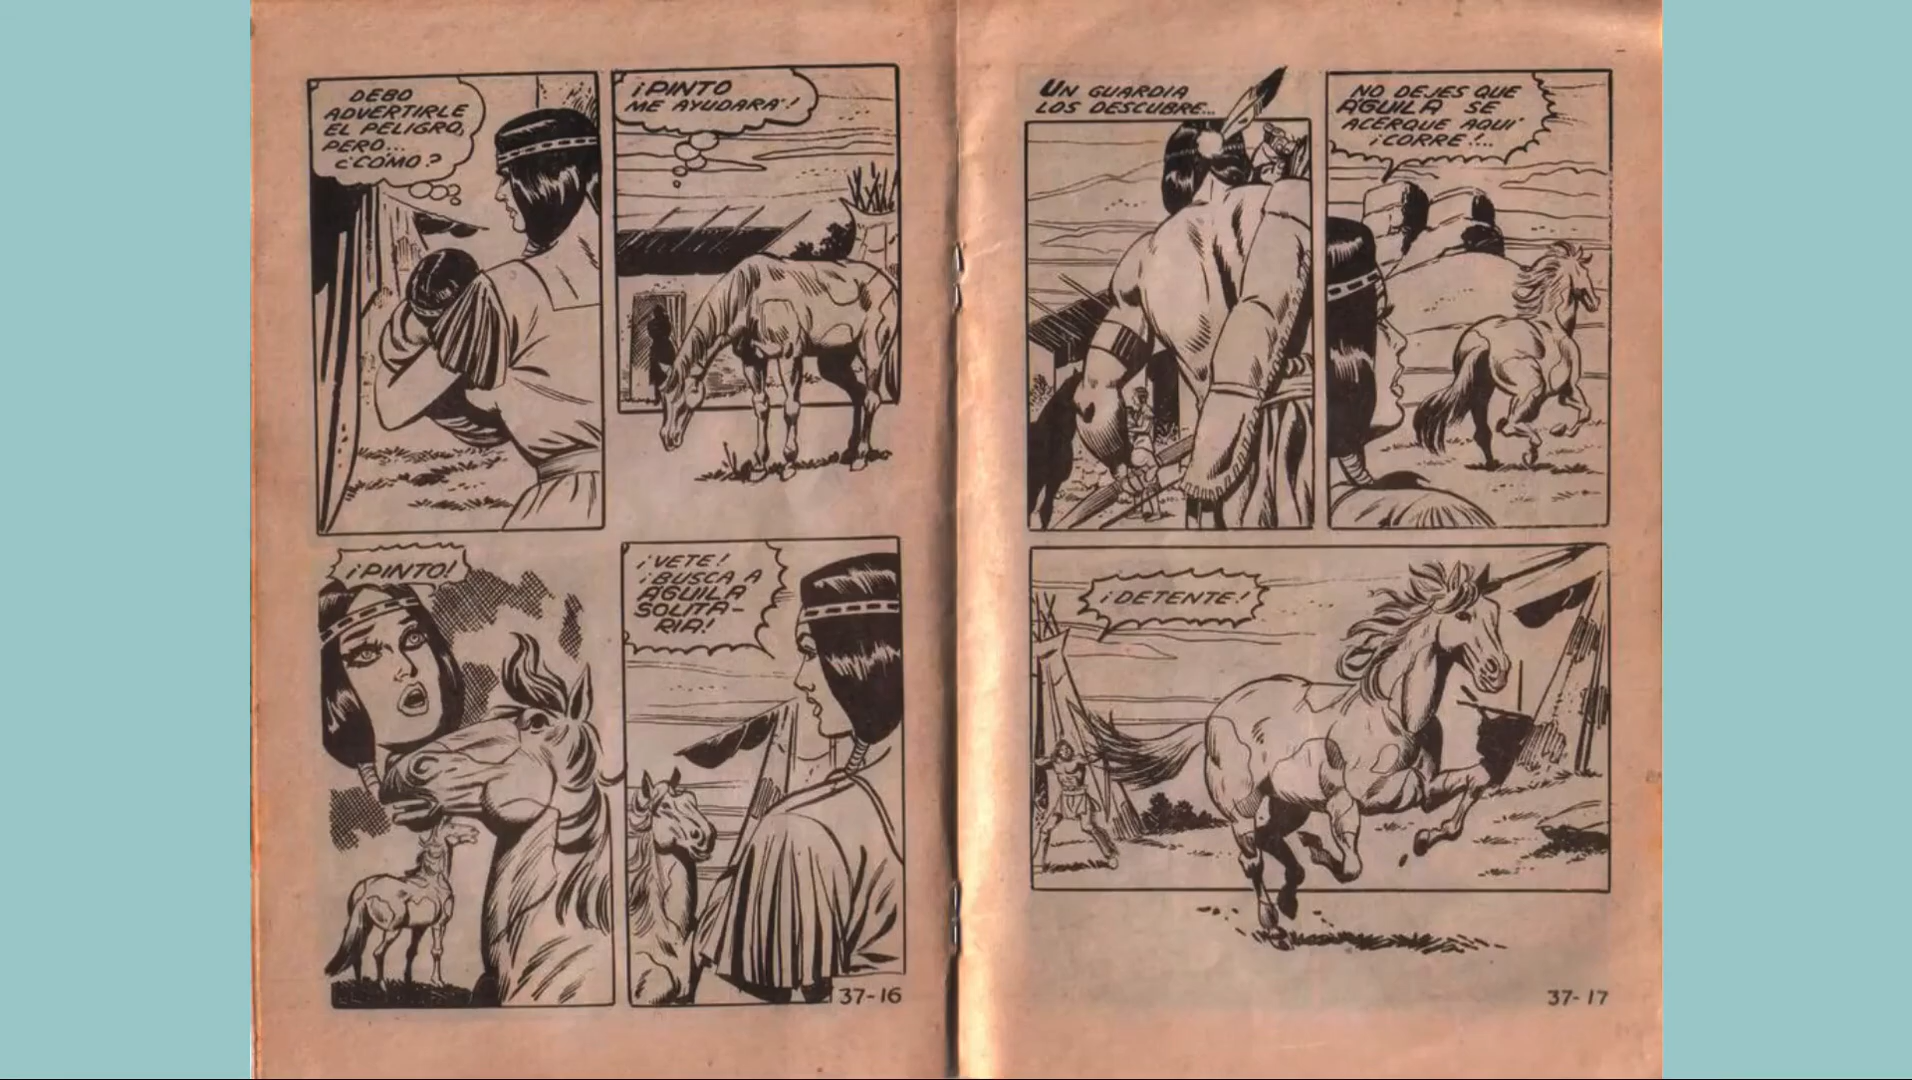 DEBO
ADVERTIRLE
EL PELIGRO,
PERO...
¿CÓMO?
¡PINTO
ME AYUDARÁ!
¡PINTO!
¡VETE!
¡BUSCA A
ÁGUILA
SOLITA-
RIA!
37-16
UN GUARDIA
LOS DESCUBRE...
NO DEJES QUE
ÁGUILA SE
ACERQUE AQUÍ
¡CORRE!...
¡DETENTE!
37-17